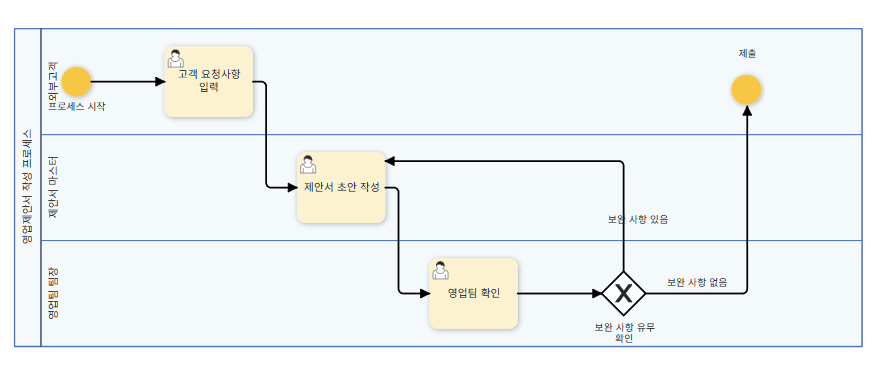 영업제안서 작성 프로세스
외부고객
프로세스 시작
고객 요청사항
입력
제출
제안서 마스터
제안서 초안 작성
보완 사항 있음
영업팀 팀장
영업팀 확인
보완 사항 없음
보완 사항 유무
확인